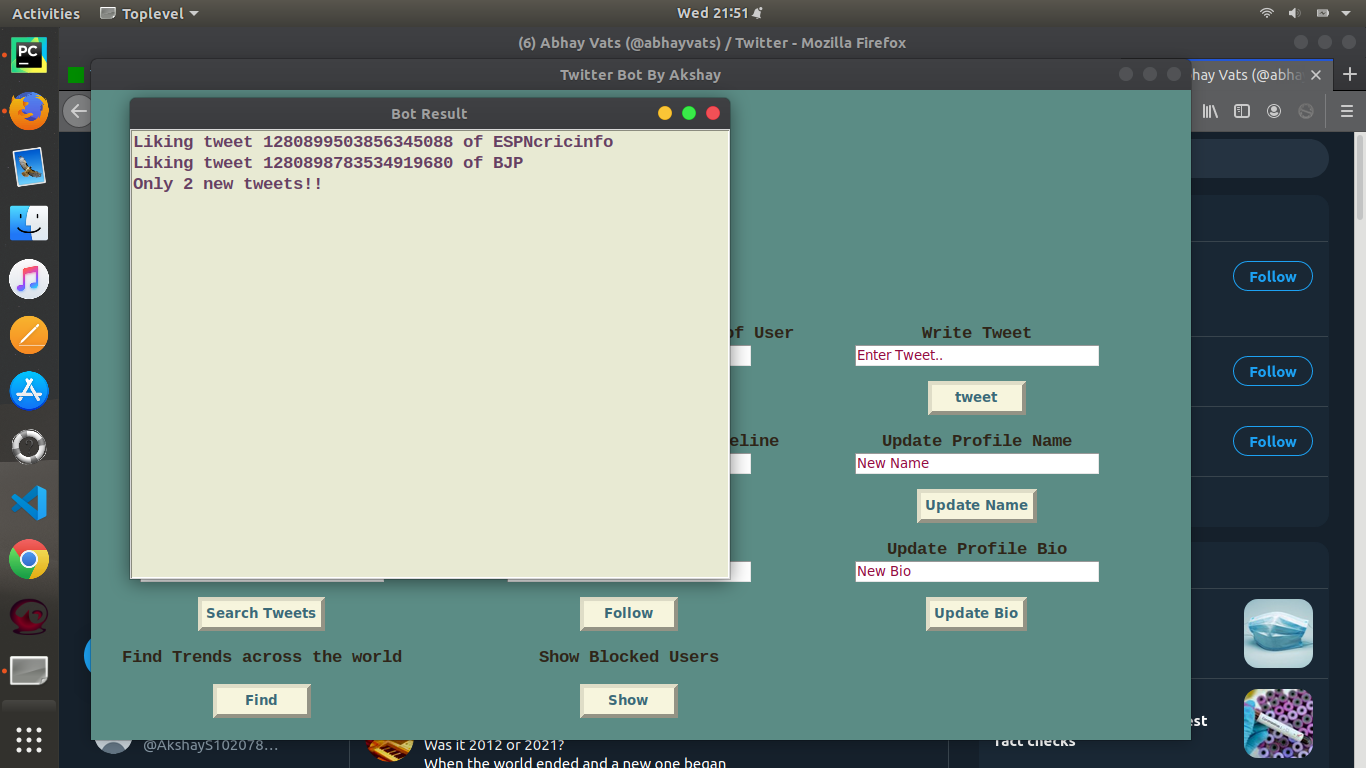 Activities
Toplevel
Wed 21:51
(6) Abhay Vats (@abhayvats) / Twitter - Mozilla Firefox
Twitter Bot By Akshay
hay Vats (@abha
Bot Result
Liking tweet 1280899503856345088 of ESPNcricinfo
Liking tweet 1280898783534919680 of BJP
Only 2 new tweets!!
PC
Follow
Follow
Follow
of User
Write Tweet
Enter Tweet..
tweet
eline
Update Profile Name
New Name
Update Name
Update Profile Bio
New Bio
Search Tweets
Follow
Update Bio
Find Trends across the world
Show Blocked Users
Find
Show
est
fact checks
@AkshayS102078...
Was it 2012 or 2021?
When the world ended and a new one began